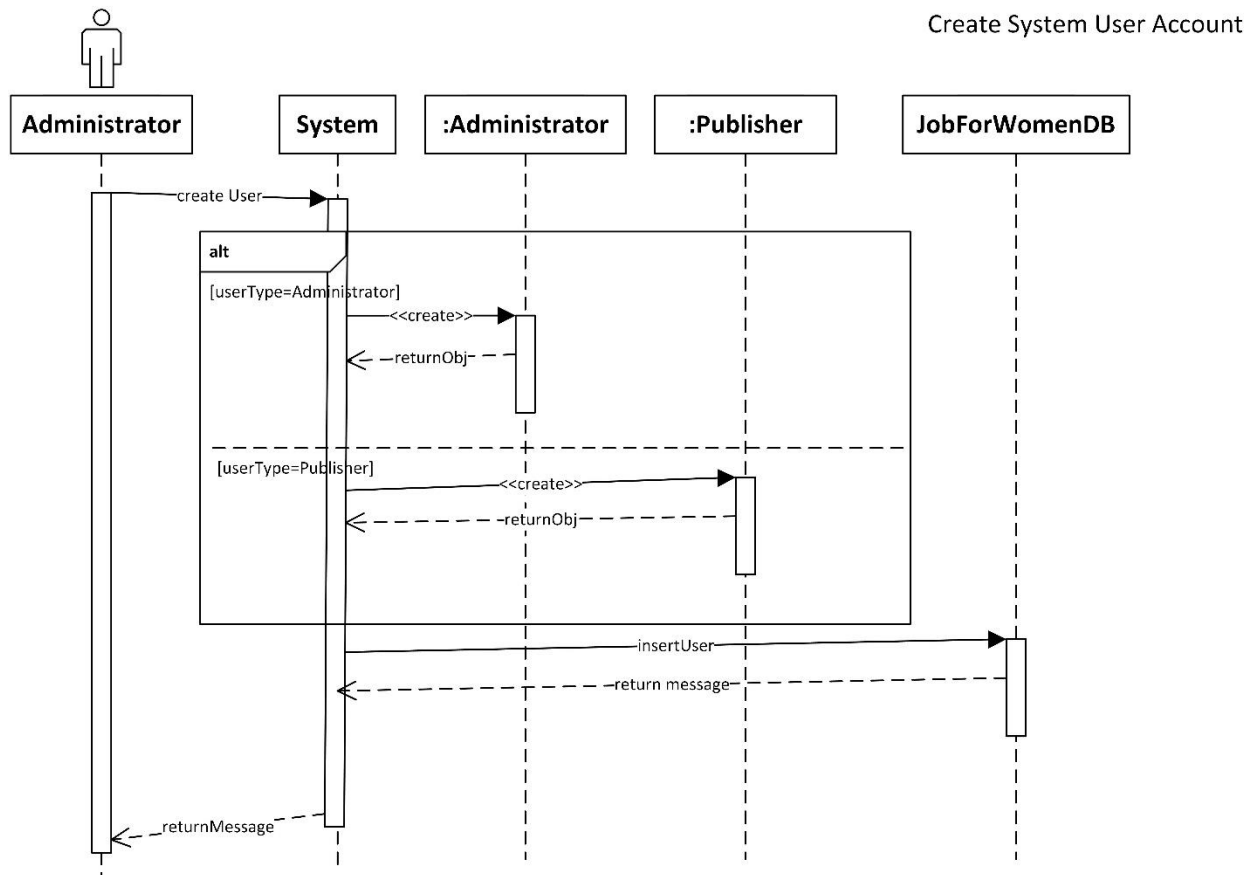 Create System User Account
Administrator
System
:Administrator
:Publisher
JobForWomenDB
create User
alt
[userType=Administrator]
<<create>>
returnObj
[userType=Publisher]
<<create>>
returnObj
insertUser
return message
returnMessage